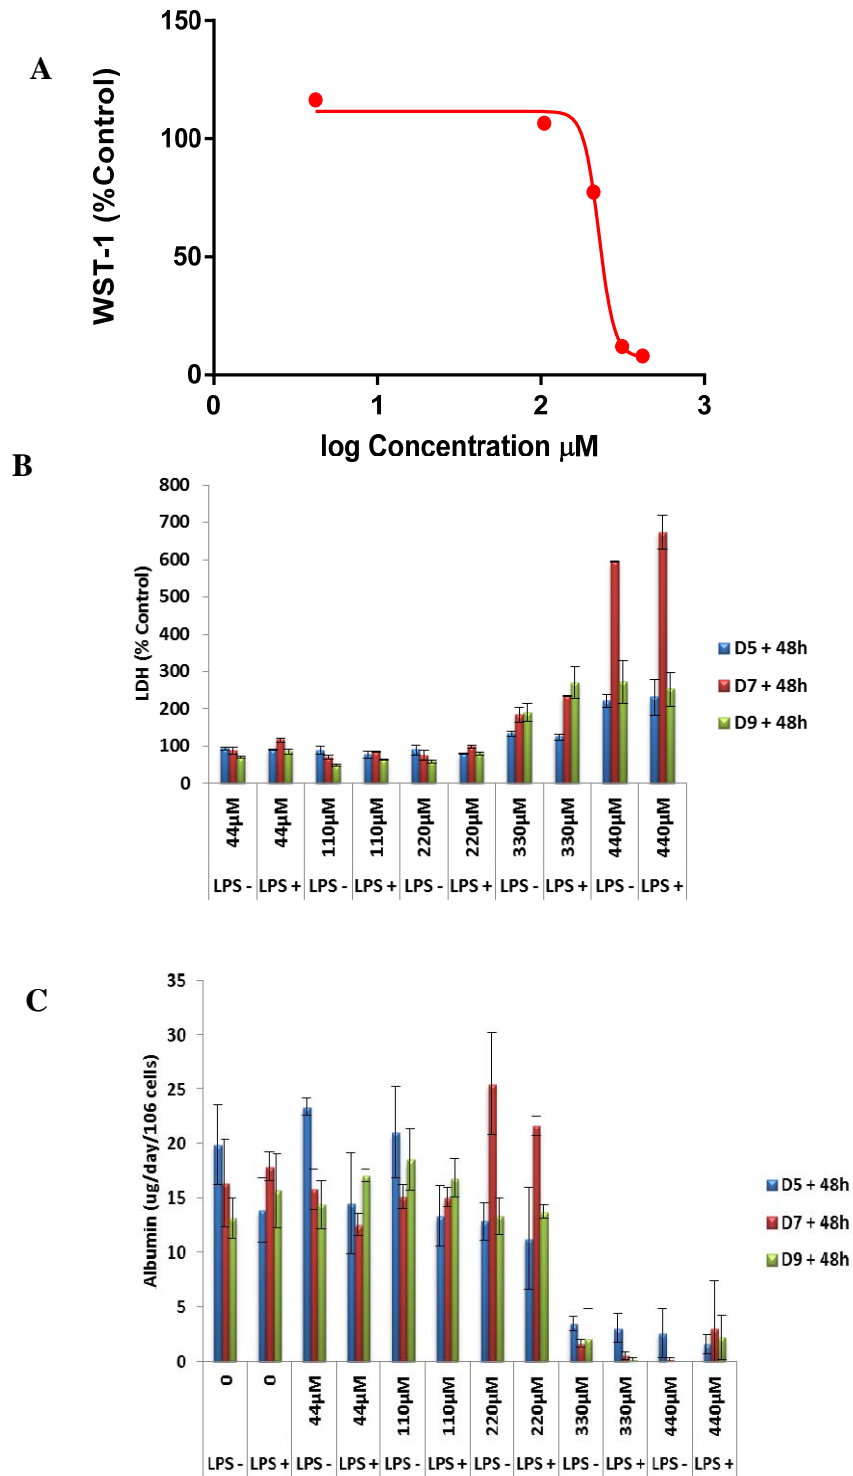 A
WST-1 (%Control)
150
100
50
0
0 1 2 3
log Concentration μM
B
LDH (% Control)
800
700
600
500
400
300
200
100
0
44μM 44μM 110μM 110μM 220μM 220μM 330μM 330μM 440μM 440μM
LPS - LPS + LPS - LPS + LPS - LPS + LPS - LPS + LPS - LPS +
D5 + 48h
D7 + 48h
D9 + 48h
C
Albumin (ug/day/106 cells)
35
30
25
20
15
10
5
0
0 0 44μM 44μM 110μM 110μM 220μM 220μM 330μM 330μM 440μM 440μM
LPS - LPS + LPS - LPS + LPS - LPS + LPS - LPS + LPS - LPS + LPS - LPS +
D5 + 48h
D7 + 48h
D9 + 48h